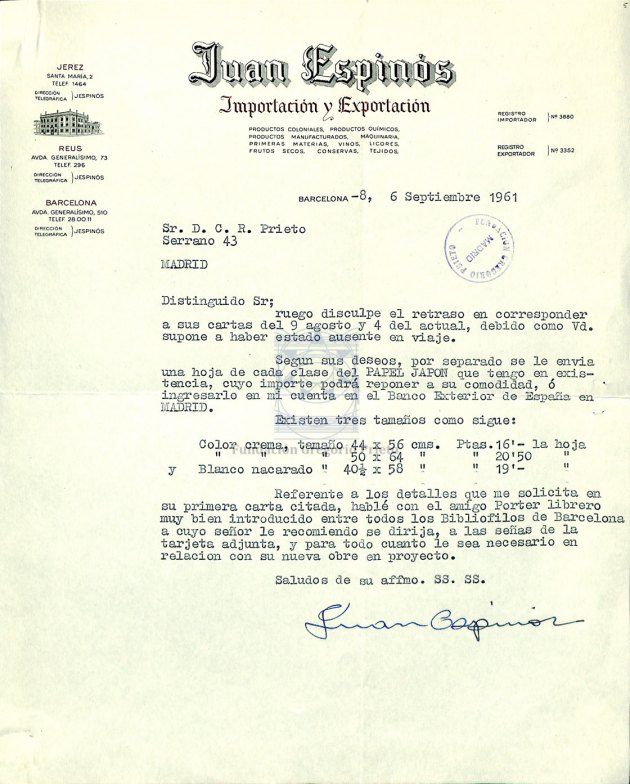 5
JEREZ
SANTA MARÍA, 2
TELEF. 1464
DIRECCIÓN TELEGRÁFICA } JESPINÓS
REUS
AVDA. GENERALÍSIMO, 73
TELEF. 296
DIRECCIÓN TELEGRÁFICA } JESPINÓS
BARCELONA
AVDA. GENERALÍSIMO, 510
TELEF. 28 00 11
DIRECCIÓN TELEGRÁFICA } JESPINÓS
Juan Espinós
Importación y Exportación
PRODUCTOS COLONIALES, PRODUCTOS QUÍMICOS,
PRODUCTOS MANUFACTURADOS, MAQUINARIA,
PRIMERAS MATERIAS, VINOS, LICORES,
FRUTOS SECOS, CONSERVAS, TEJIDOS,
REGISTRO IMPORTADOR } Nº 3880
REGISTRO EXPORTADOR } Nº 3352
BARCELONA -8, 6 Septiembre 1961
Sr. D. C. R. Prieto
Serrano 43
MADRID
FUNDACION GREGORIO PRIETO
MADRID
Distinguido Sr;
ruego disculpe el retraso en corresponder
a sus cartas del 9 agosto y 4 del actual, debido como Vd.
supone a haber estado ausente en viaje.
Segun sus deseos, por separado se le envia
una hoja de cada clase del PAPEL JAPON que tengo en exis-
tencia, cuyo importe podrá reponer a su comodidad, ó
ingresarlo en mi cuenta en el Banco Exterior de España en
MADRID.
Existen tres tamaños como sigue:
Color crema, tamaño 44 x 56 cms. Ptas. 16'- la hoja
" " " 50 x 64 " " 20'50 "
y Blanco nacarado " 40½ x 58 " " 19'- "
Fundación Gregorio Prieto
Referente a los detalles que me solicita en
su primera carta citada, hablé con el amigo Porter librero
muy bien introducido entre todos los Bibliofilos de Barcelona
a cuyo señor le recomiendo se dirija, a las señas de la
tarjeta adjunta, y para todo cuanto le sea necesario en
relacion con su nueva obre en proyecto.
Saludos de su affmo. SS. SS.
Juan Espinós